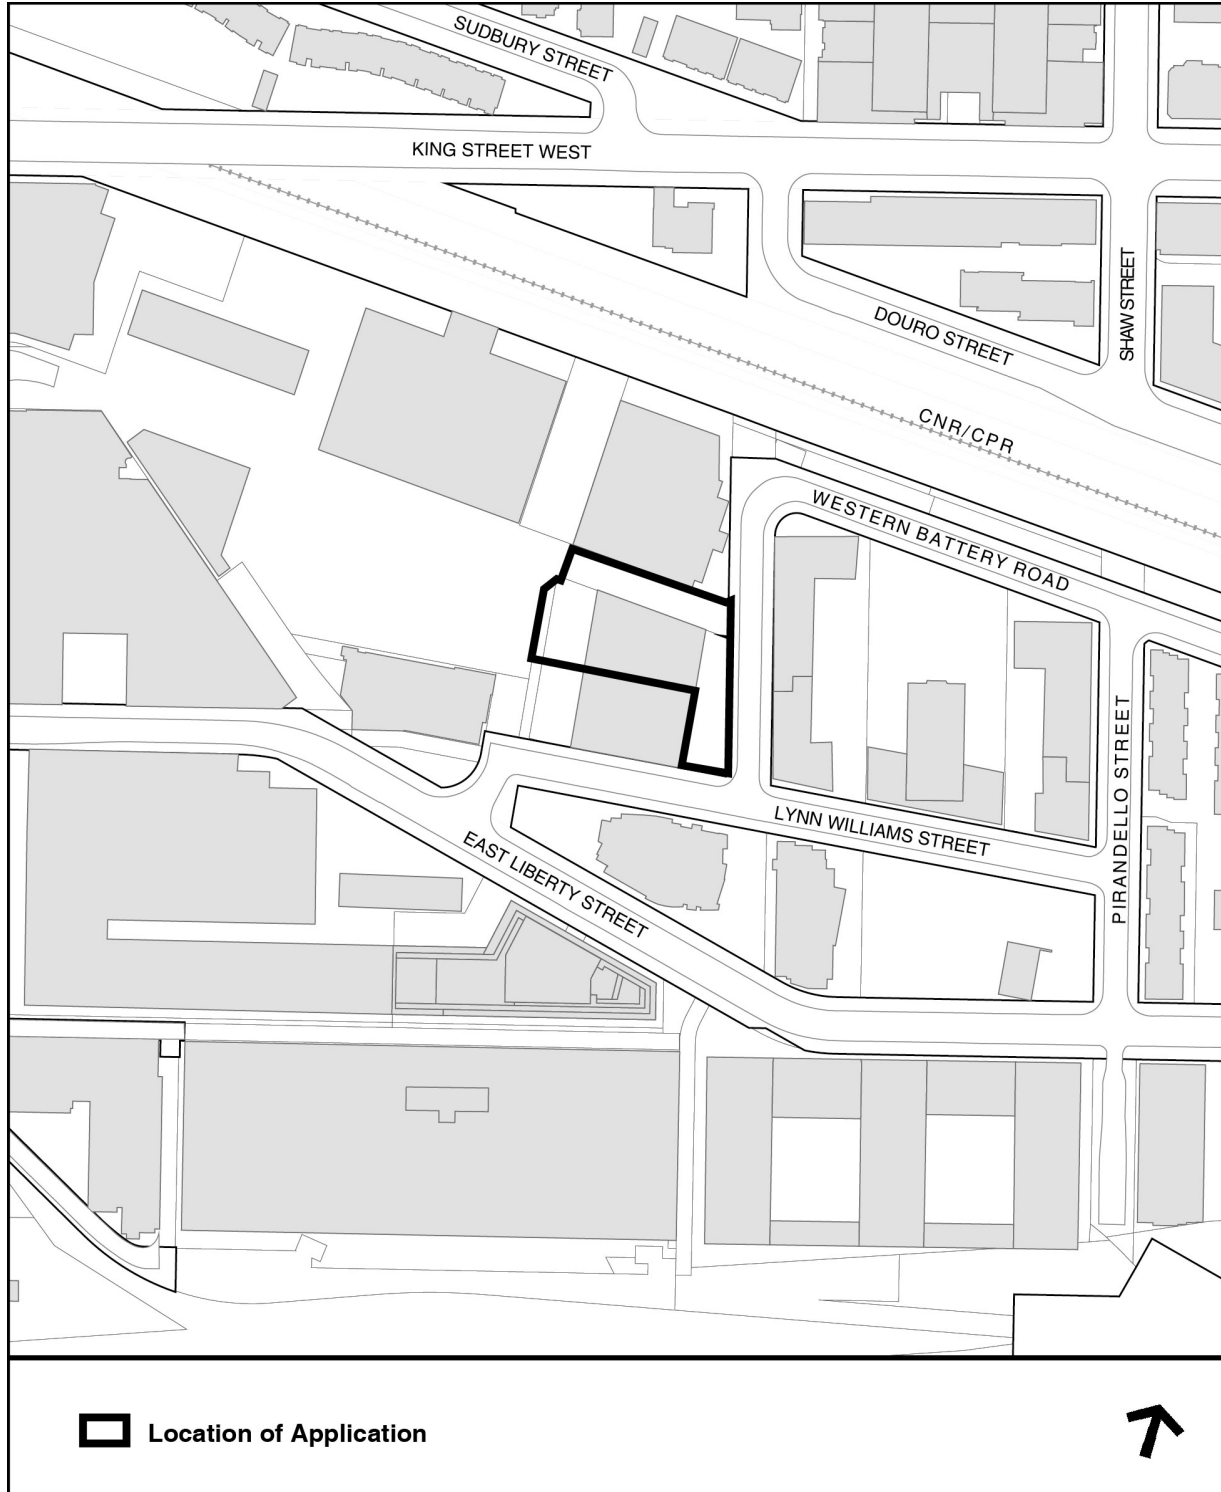 SUDBURY STREET
KING STREET WEST
SHAW STREET
DOURO STREET
CNR/CPR
WESTERN BATTERY ROAD
PIRANDELLO STREET
LYNN WILLIAMS STREET
EAST LIBERTY STREET
Location of Application